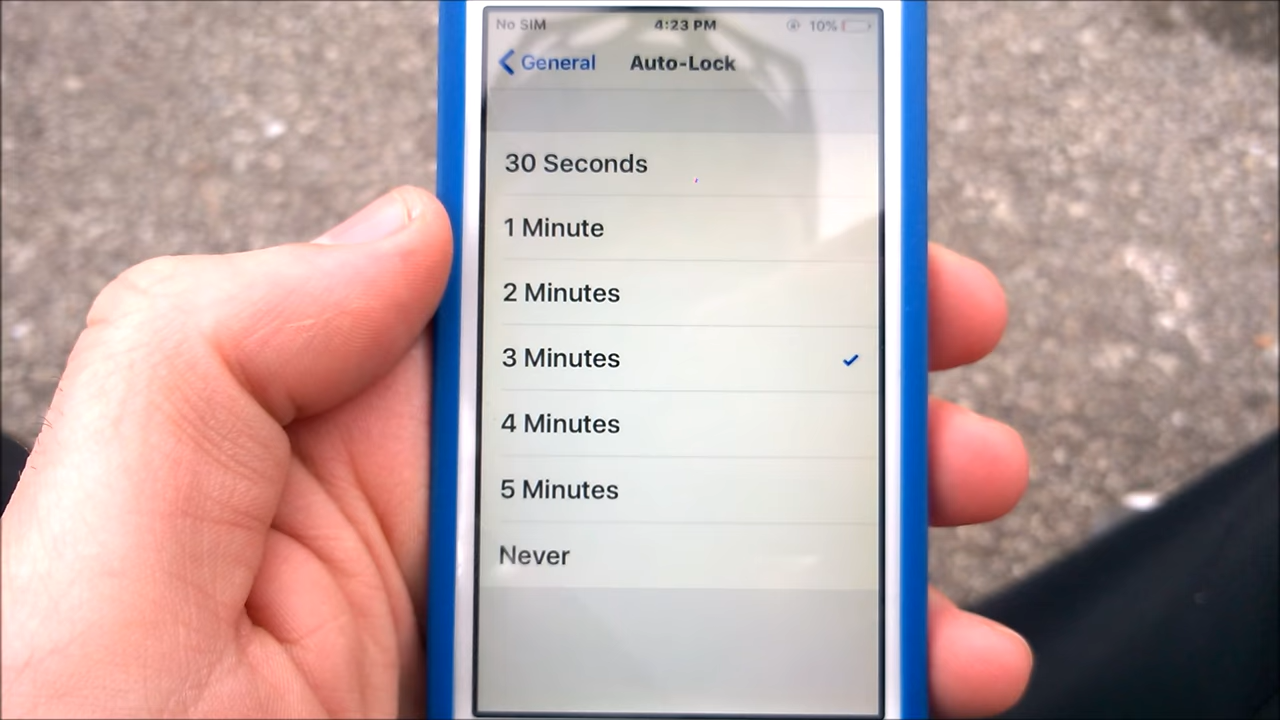 No SIM 4:23 PM 10%
General Auto-Lock
30 Seconds
1 Minute
2 Minutes
3 Minutes
4 Minutes
5 Minutes
Never